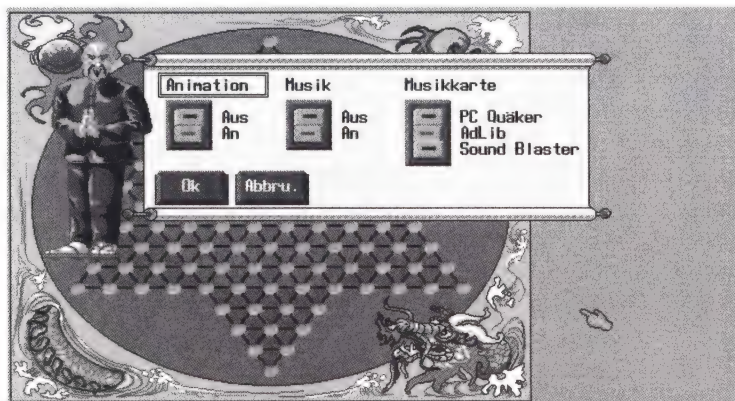 Animation Musik Musikkarte
Aus Aus PC Quäker
An An AdLib
Sound Blaster
Ok Abbru.